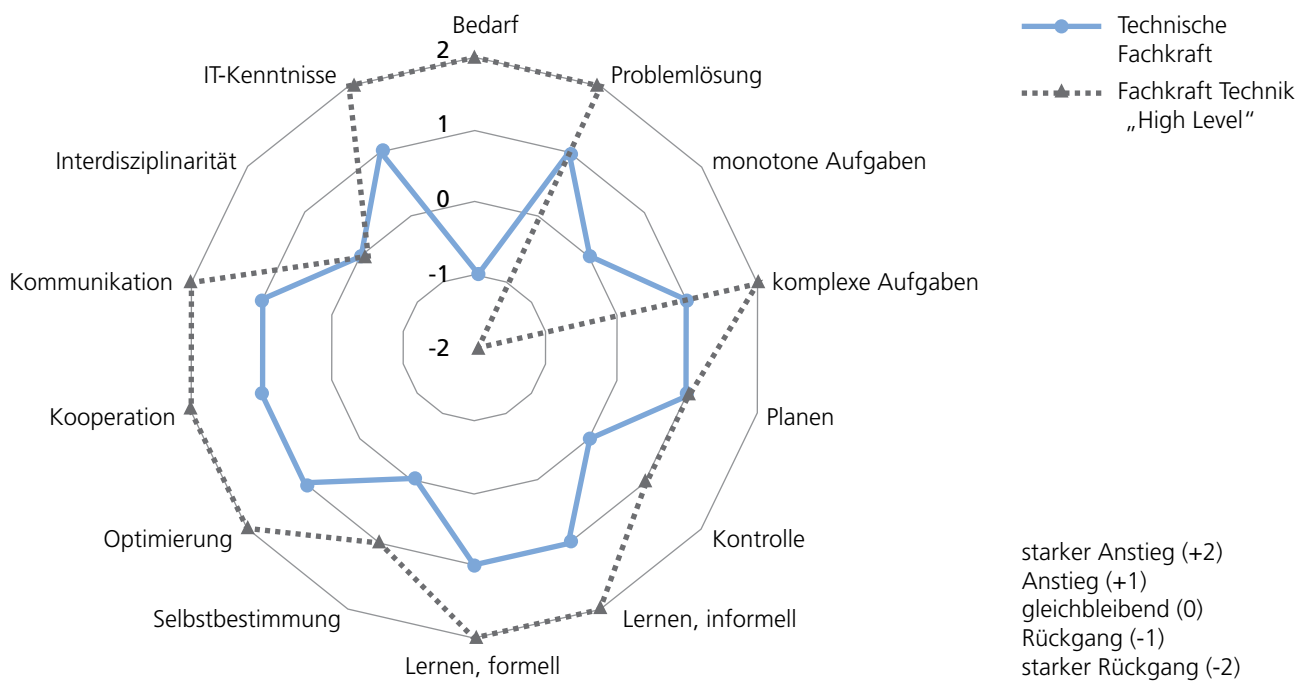 Bedarf
2
IT-Kenntnisse
Problemlösung
1
Interdisziplinarität
monotone Aufgaben
0
Kommunikation
-1
komplexe Aufgaben
-2
Kooperation
Planen
Optimierung
Kontrolle
Selbstbestimmung
Lernen, informell
Lernen, formell
Technische
Fachkraft
Fachkraft Technik
„High Level“
starker Anstieg (+2)
Anstieg (+1)
gleichbleibend (0)
Rückgang (-1)
starker Rückgang (-2)